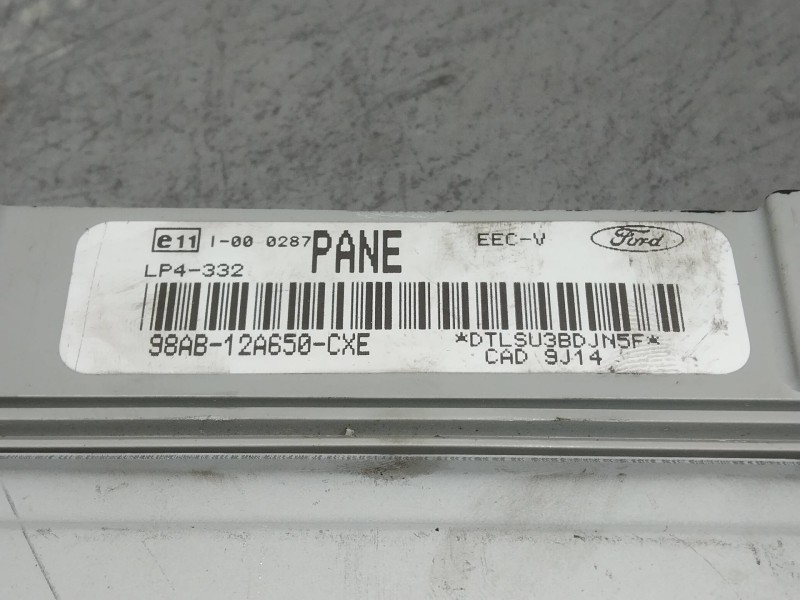 e11 I-00 0287 PANE EEC-V Ford
LP4-332
98AB-12A650-CXE *DTLSU3BDJN5F*
CAD 9J14